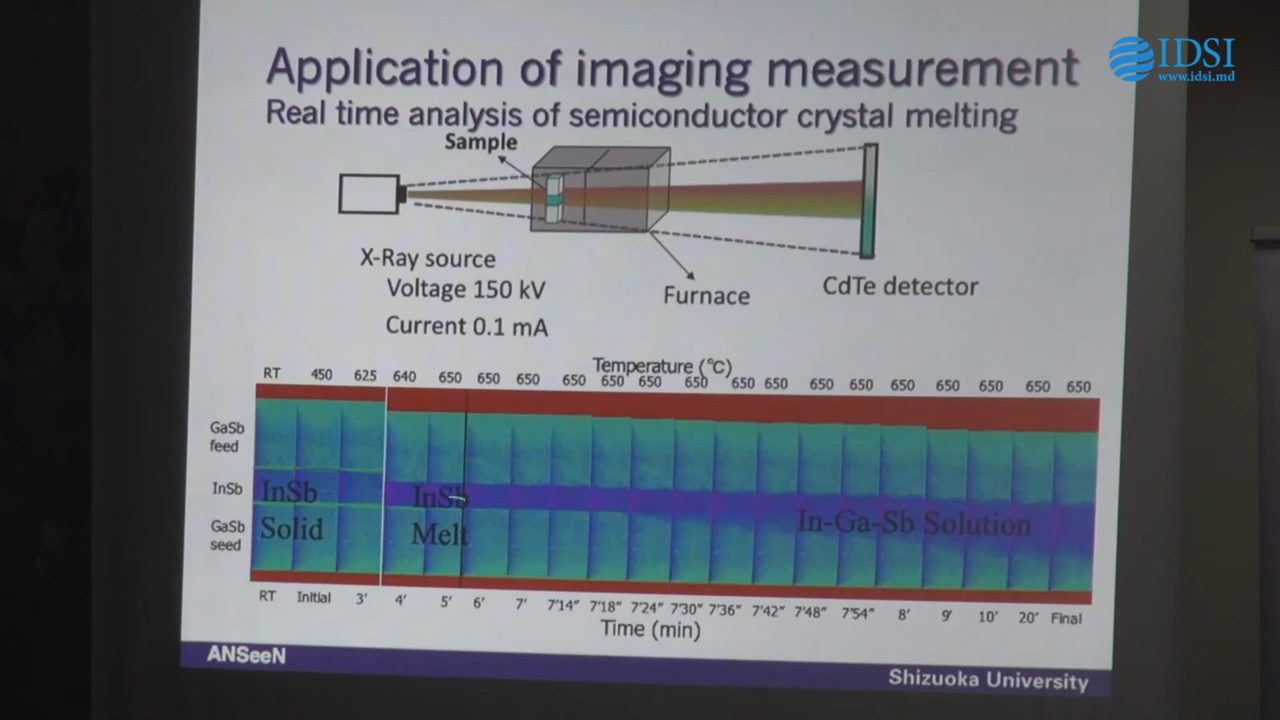 IDSI
www.idsi.md
Application of imaging measurement
Real time analysis of semiconductor crystal melting
Sample
X-Ray source
Voltage 150 kV
Current 0.1 mA
Furnace
CdTe detector
Temperature (℃)
RT 450 625 640 650 650 650 650 650 650 650 650 650 650 650 650 650 650 650 650
GaSb
feed
InSb
GaSb
seed
InSb
Solid
InSb
Melt
In-Ga-Sb Solution
RT Initial 3′ 4′ 5′ 6′ 7′ 7′14″ 7′18″ 7′24″ 7′30″ 7′36″ 7′42″ 7′48″ 7′54″ 8′ 9′ 10′ 20′ Final
Time (min)
ANSeeN
Shizuoka University